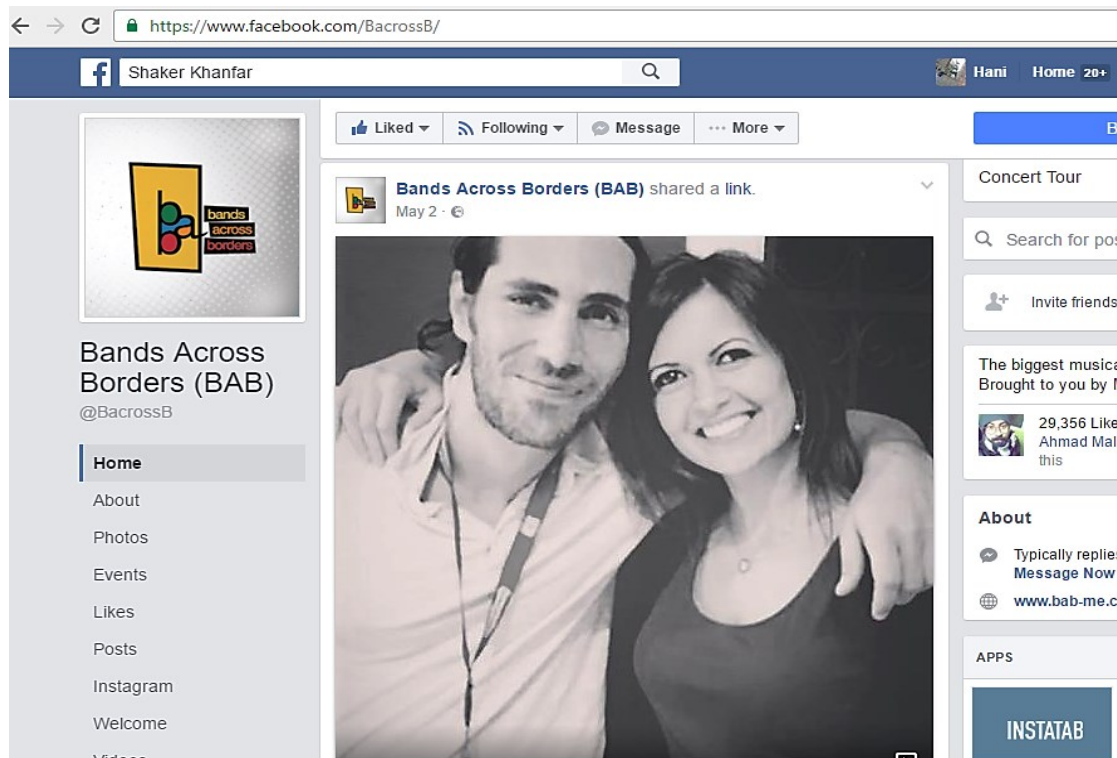 https://www.facebook.com/BacrossB/
f
Shaker Khanfar
Hani
Home 20+
bands
across
borders
Bands Across
Borders (BAB)
@BacrossB
Home
About
Photos
Events
Likes
Posts
Instagram
Welcome
Videos
Liked
Following
Message
More
Bands Across Borders (BAB) shared a link.
May 2
B
Concert Tour
Search for pos
Invite friends
The biggest musica
Brought to you by
29,356 Like
Ahmad Mal
this
About
Typically replies
Message Now
www.bab-me.c
APPS
INSTATAB